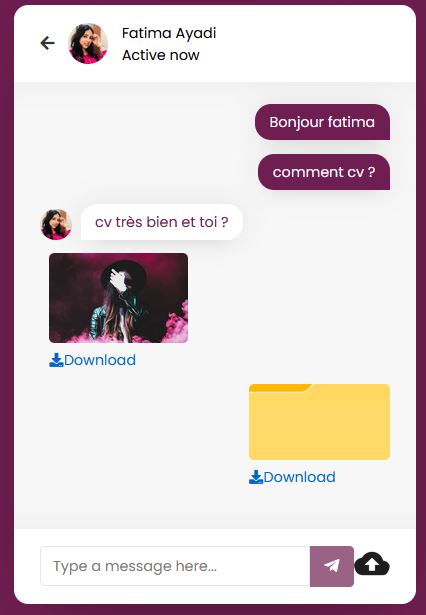 Fatima Ayadi
Active now
Bonjour fatima
comment cv ?
cv très bien et toi ?
Download
Download
Type a message here...